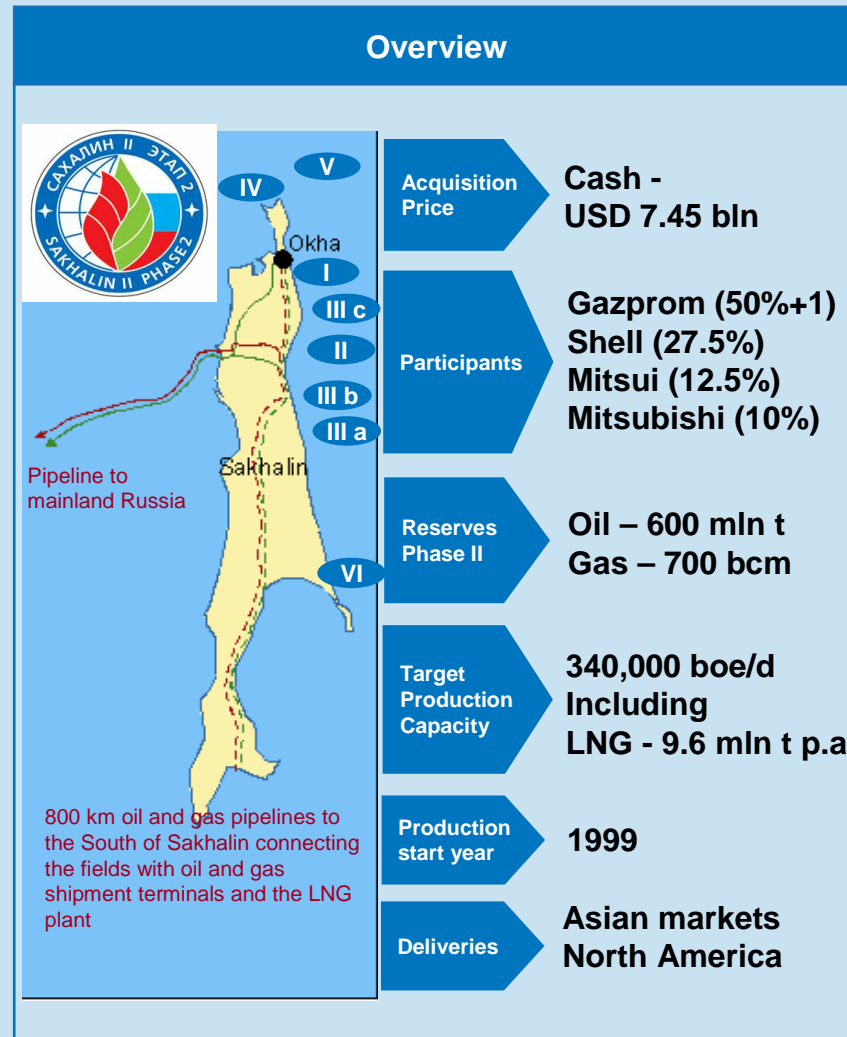 Overview
САХАЛИН II ЭТАП 2
SAKHALIN II PHASE2
V
IV
Okha
I
III c
II
III b
III a
Sakhalin
Pipeline to
mainland Russia
VI
800 km oil and gas pipelines to
the South of Sakhalin connecting
the fields with oil and gas
shipment terminals and the LNG
plant
Acquisition
Price
Cash -
USD 7.45 bln
Participants
Gazprom (50%+1)
Shell (27.5%)
Mitsui (12.5%)
Mitsubishi (10%)
Reserves
Phase II
Oil – 600 mln t
Gas – 700 bcm
Target
Production
Capacity
340,000 boe/d
Including
LNG - 9.6 mln t p.a
Production
start year
1999
Deliveries
Asian markets
North America